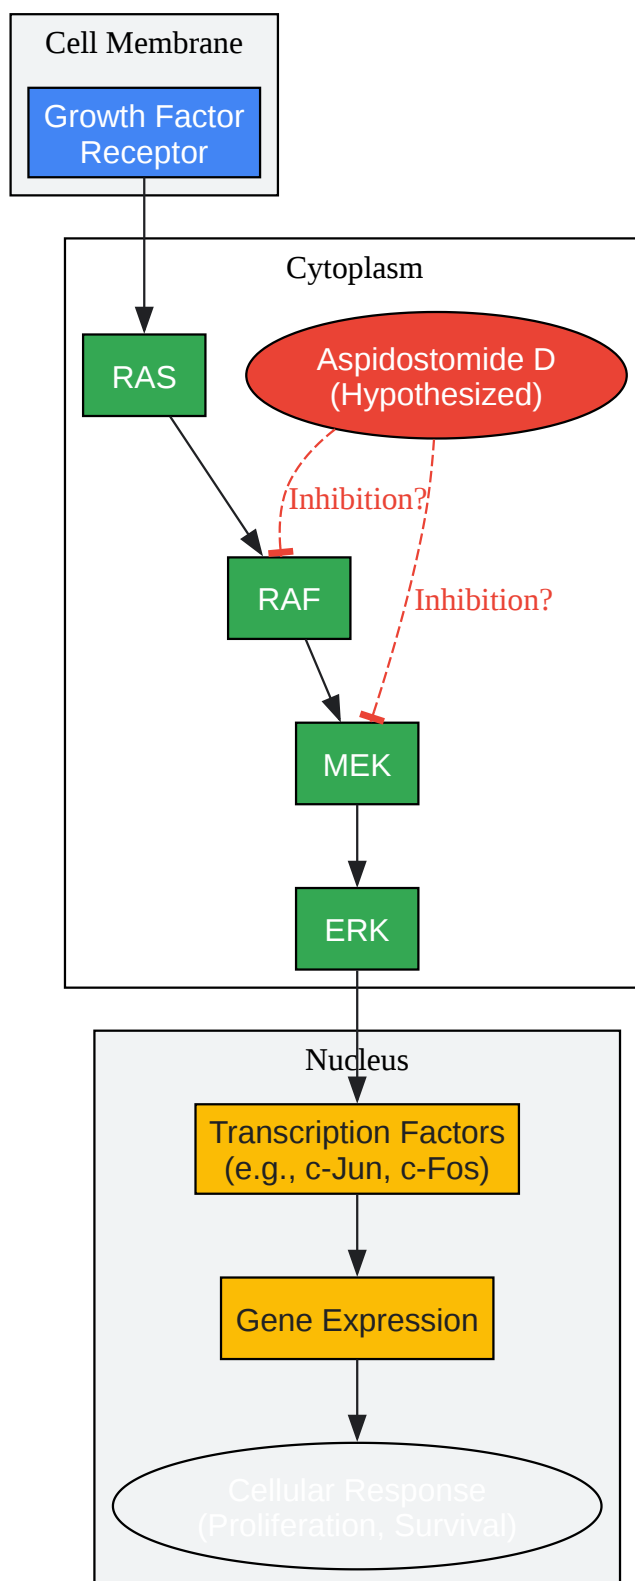 Cell Membrane
Growth Factor
Receptor
Cytoplasm
RAS
Aspidostomide D
(Hypothesized)
Inhibition?
RAF
Inhibition?
MEK
ERK
Nucleus
Transcription Factors
(e.g., c-Jun, c-Fos)
Gene Expression
Cellular Response
(Proliferation, Survival)